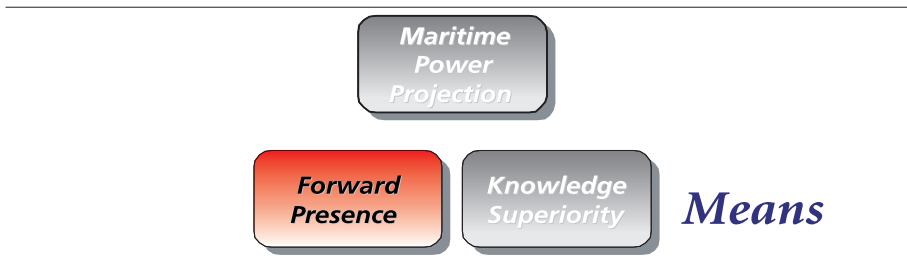 Maritime
Power
Projection
Forward
Presence
Knowledge
Superiority
Means